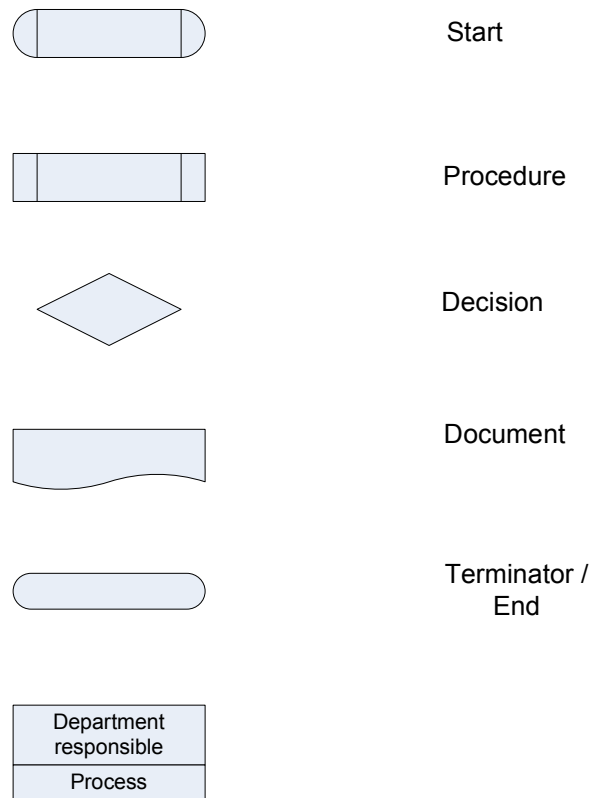 Start
Procedure
Decision
Document
Terminator /
End
Department
responsible
Process